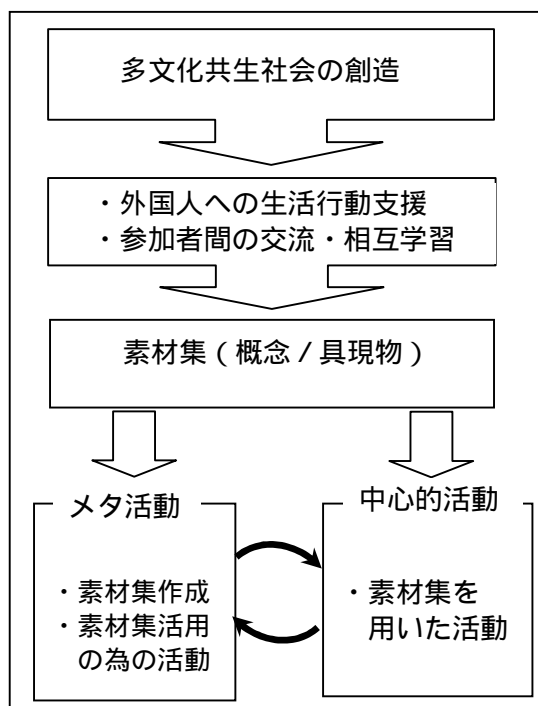 多文化共生社会の創造
・外国人への生活行動支援
・参加者間の交流・相互学習
素材集(概念/具現物)
メタ活動
・素材集作成
・素材集活用
の為の活動
中心的活動
・素材集を
用いた活動